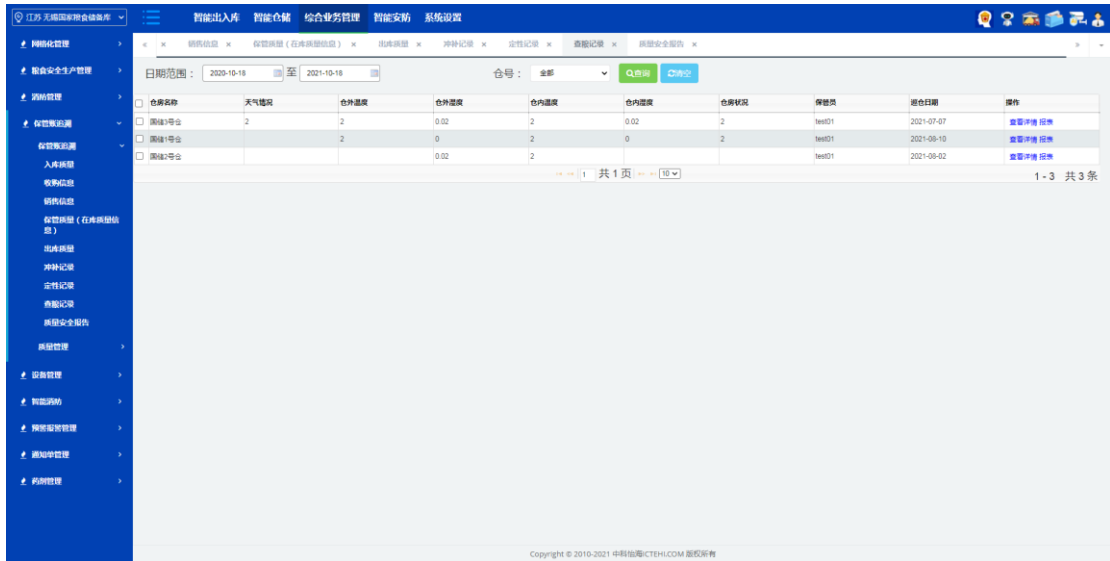 江苏 无锡国家粮食储备库
智能出入库 智能仓储 综合业务管理 智能安防 系统设置
网格化管理
粮食安全生产管理
消防管理
保管账追溯
保管账追溯
入库质量
收购信息
销售信息
保管质量（在库质量信息）
出库质量
冲补记录
定性记录
查脱记录
质量安全报告
质量管理
设备管理
智能消防
预警报警管理
通知单管理
药剂管理
销售信息 × 保管质量（在库质量信息） × 出库质量 × 冲补记录 × 定性记录 × 查脱记录 × 质量安全报告 ×
日期范围： 2020-10-18 至 2021-10-18 仓号： 全部 查询 清空
仓房名称 天气情况 仓外温度 仓外湿度 仓内温度 仓内湿度 仓房状况 保管员 巡仓日期 操作
国储3号仓 2 2 0.02 2 0.02 2 test01 2021-07-07 查看详情 报表
国储1号仓 2 0 2 0 2 test01 2021-08-10 查看详情 报表
国储2号仓 0.02 2 test01 2021-08-02 查看详情 报表
1 共 1 页 10
1 - 3 共 3 条
Copyright © 2010-2021 中科怡海ICTEHI.COM 版权所有